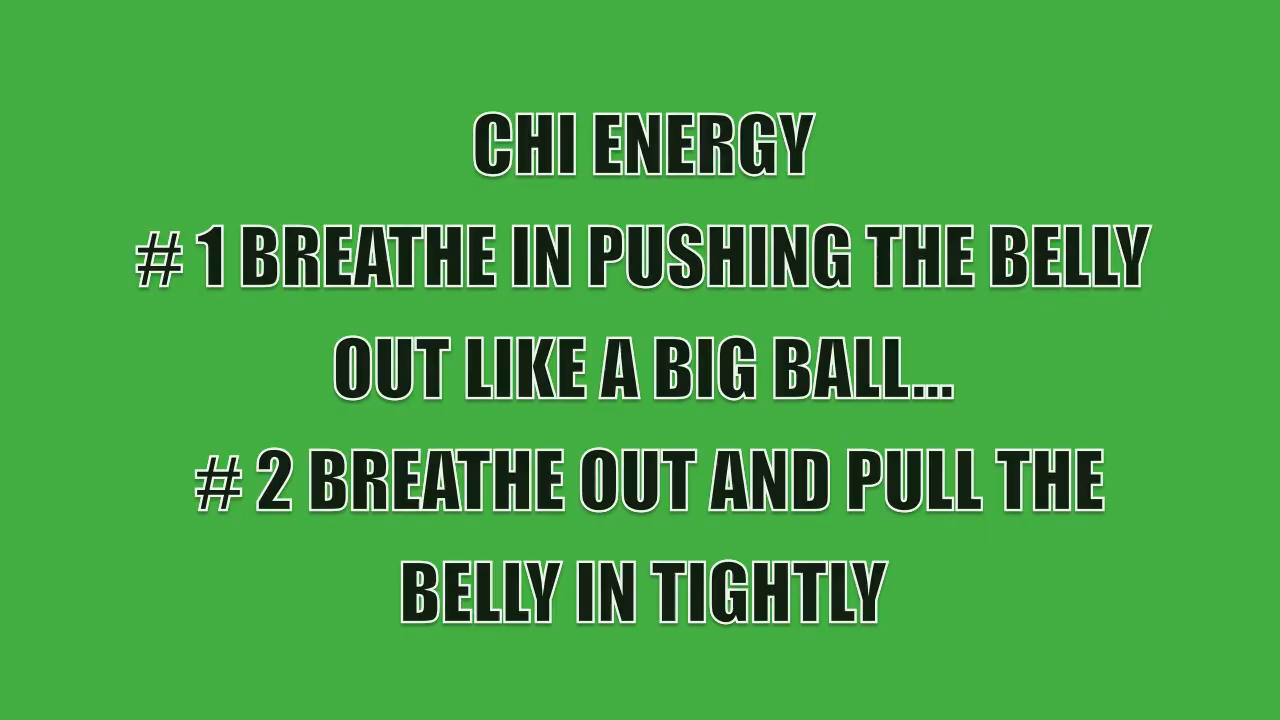 CHI ENERGY
# 1 BREATHE IN PUSHING THE BELLY
OUT LIKE A BIG BALL...
# 2 BREATHE OUT AND PULL THE
BELLY IN TIGHTLY